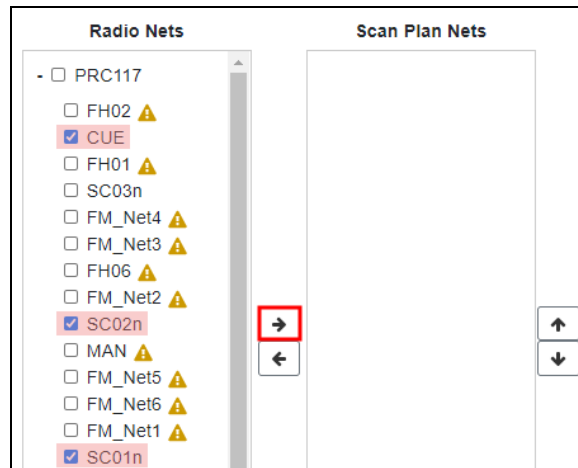 Radio Nets
Scan Plan Nets
- PRC117
FH02
CUE
FH01
SC03n
FM_Net4
FM_Net3
FH06
FM_Net2
SC02n
MAN
FM_Net5
FM_Net6
FM_Net1
SC01n